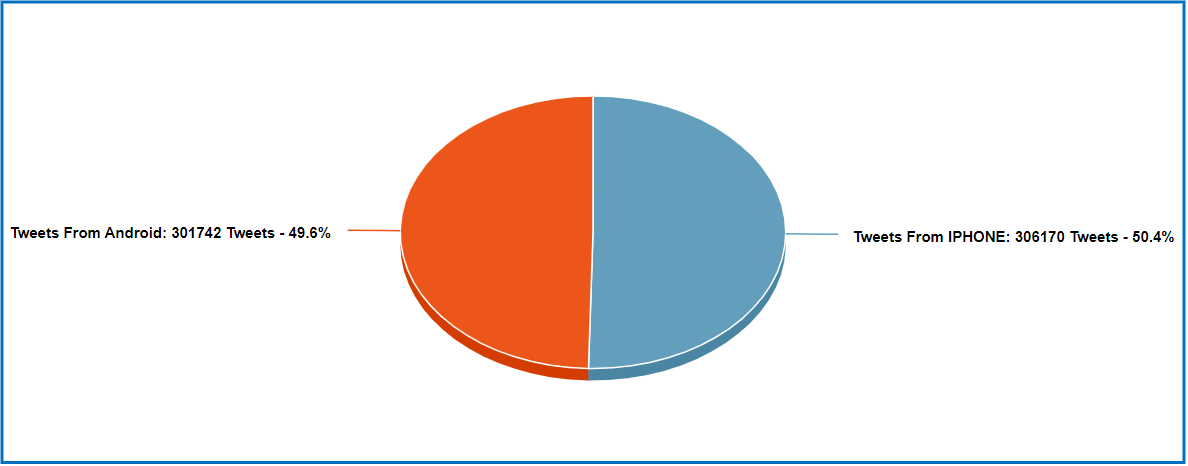 Tweets From Android: 301742 Tweets - 49.6%
Tweets From IPHONE: 306170 Tweets - 50.4%